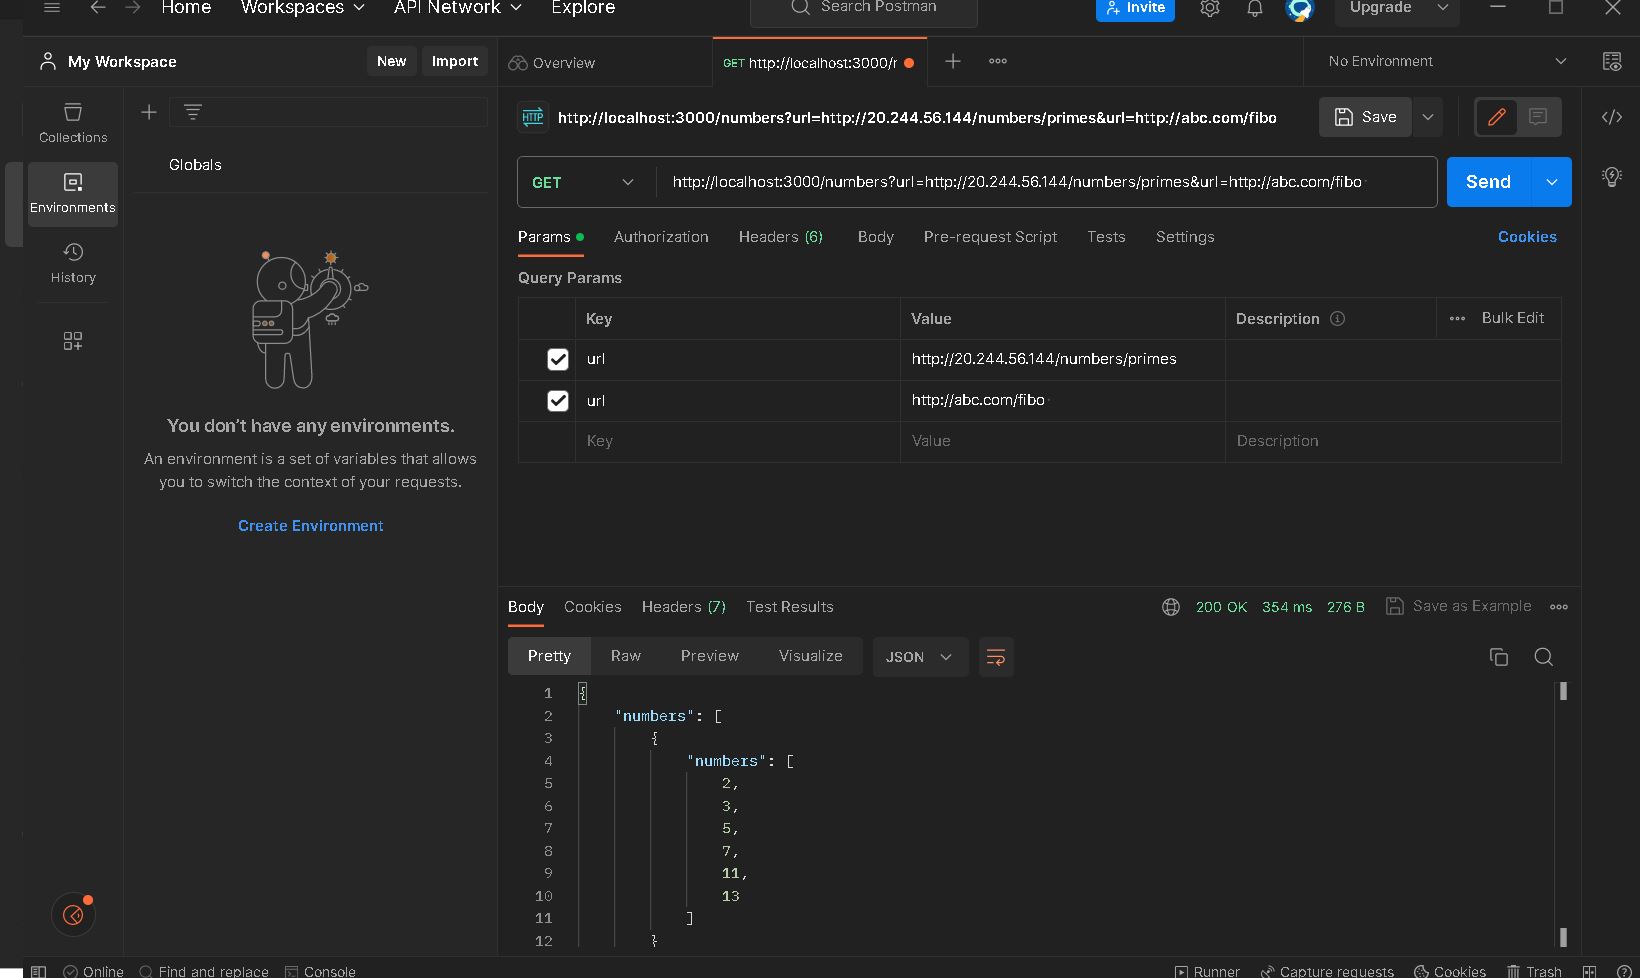 Home Workspaces API Network Explore Search Postman Invite Upgrade
My Workspace New Import Overview GET http://localhost:3000/r No Environment
HTTP http://localhost:3000/numbers?url=http://20.244.56.144/numbers/primes&url=http://abc.com/fibo Save
Collections
Globals
GET http://localhost:3000/numbers?url=http://20.244.56.144/numbers/primes&url=http://abc.com/fibo Send
Environments
Params Authorization Headers (6) Body Pre-request Script Tests Settings Cookies
History
Query Params
Key Value Description Bulk Edit
url http://20.244.56.144/numbers/primes
url http://abc.com/fibo
Key Value Description
You don't have any environments.
An environment is a set of variables that allows
you to switch the context of your requests.
Create Environment
Body Cookies Headers (7) Test Results 200 OK 354 ms 276 B Save as Example
Pretty Raw Preview Visualize JSON
1 {
2 "numbers": [
3 {
4 "numbers": [
5 2,
6 3,
7 5,
8 7,
9 11,
10 13
11 ]
12 }
Online Find and replace Console Runner Capture requests Cookies Trash